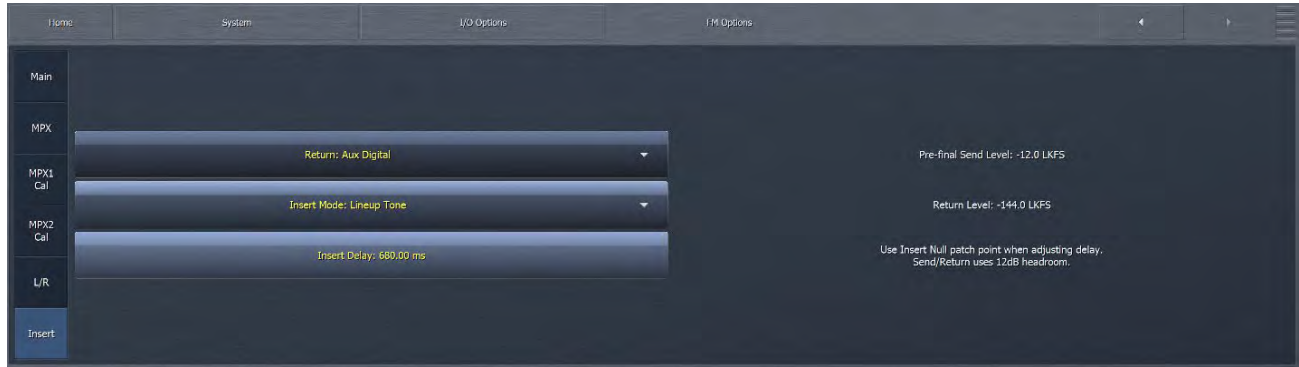 Home System I/O Options FM Options
Main
MPX
MPX1
Cal
MPX2
Cal
L/R
Insert
Return: Aux Digital
Insert Mode: Lineup Tone
Insert Delay: 680.00 ms
Pre-final Send Level: -12.0 LKFS
Return Level: -144.0 LKFS
Use Insert Null patch point when adjusting delay.
Send/Return uses 12dB headroom.